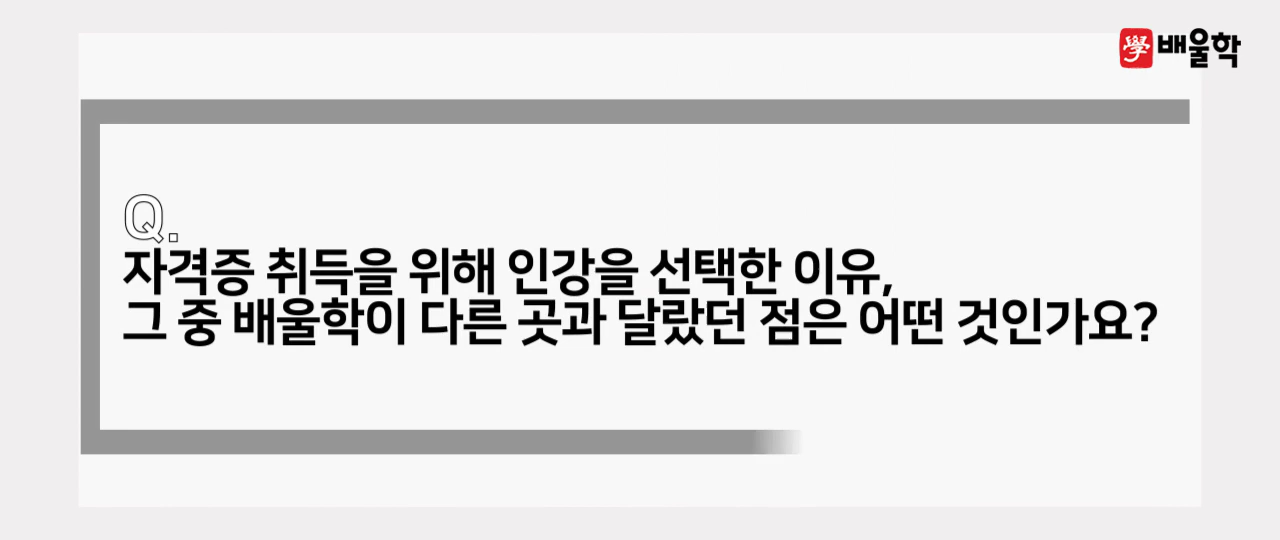 學 배울학
Q.
자격증 취득을 위해 인강을 선택한 이유,
그 중 배울학이 다른 곳과 달랐던 점은 어떤 것인가요?